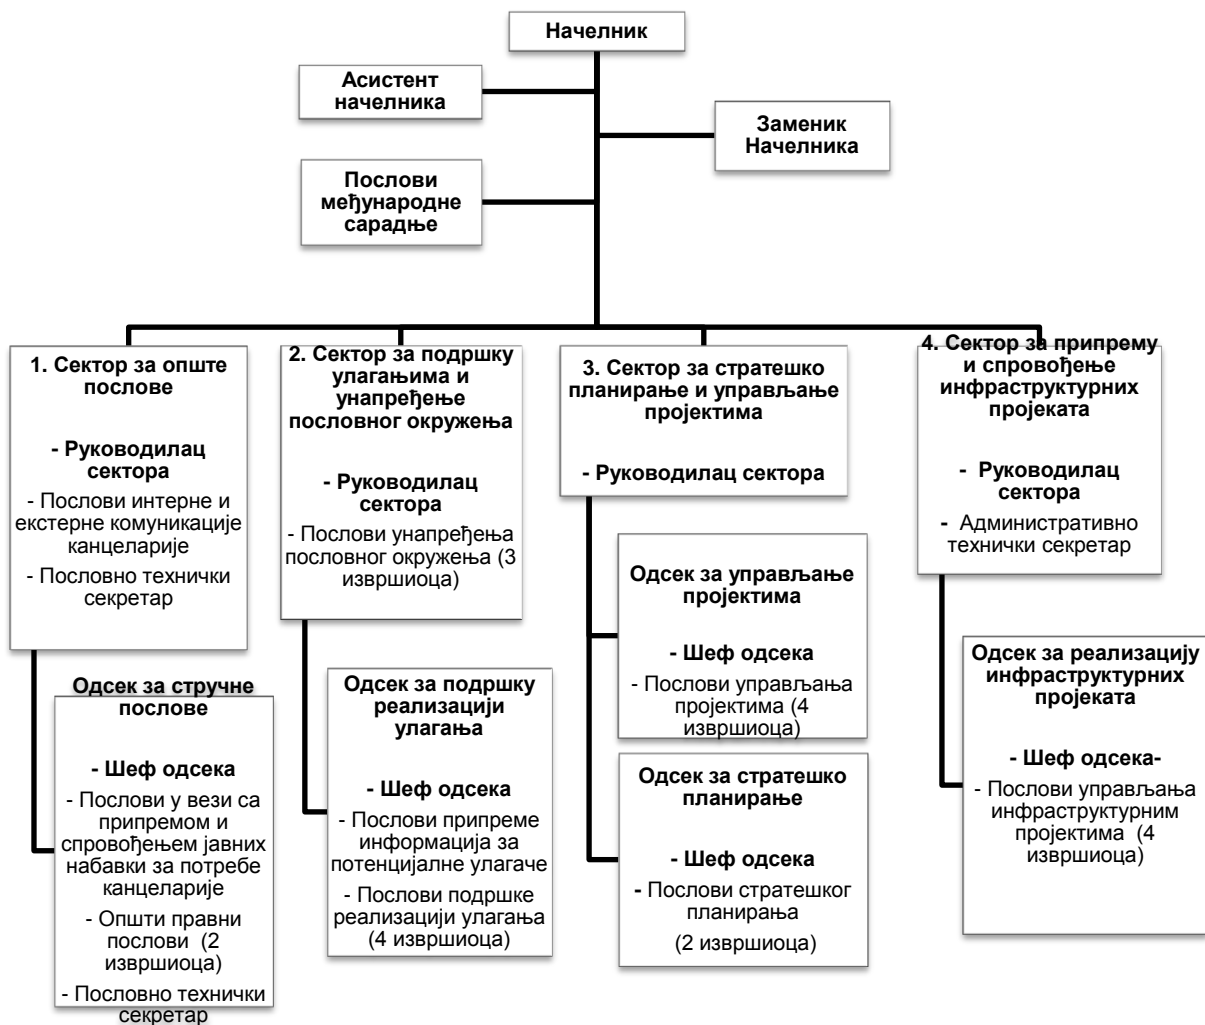 Начелник
Асистент
начелника
Заменик
Начелника
Послови
међународне
сарадње
1. Сектор за опште
послове
- Руководилац
сектора
- Послови интерне и
екстерне комуникације
канцеларије
- Пословно технички
секретар
Одсек за стручне
послове
- Шеф одсека
- Послови у вези са
припремом и
спровођењем јавних
набавки за потребе
канцеларије
- Општи правни
послови (2
извршиоца)
- Пословно технички
секретар
2. Сектор за подршку
улагањима и
унапређење
пословног окружења
- Руководилац
сектора
- Послови унапређења
пословног окружења (3
извршиоца)
Одсек за подршку
реализацији
улагања
- Шеф одсека
- Послови припреме
информација за
потенцијалне улагаче
- Послови подршке
реализацији улагања
(4 извршиоца)
3. Сектор за стратешко
планирање и управљање
пројектима
- Руководилац сектора
Одсек за управљање
пројектима
- Шеф одсека
- Послови управљања
пројектима (4
извршиоца)
Одсек за стратешко
планирање
- Шеф одсека
- Послови стратешког
планирања
(2 извршиоца)
4. Сектор за припрему
и спровођење
инфраструктурних
пројеката
- Руководилац
сектора
- Административно
технички секретар
Одсек за реализацију
инфраструктурних
пројеката
- Шеф одсека-
- Послови управљања
инфраструктурним
пројектима (4
извршиоца)